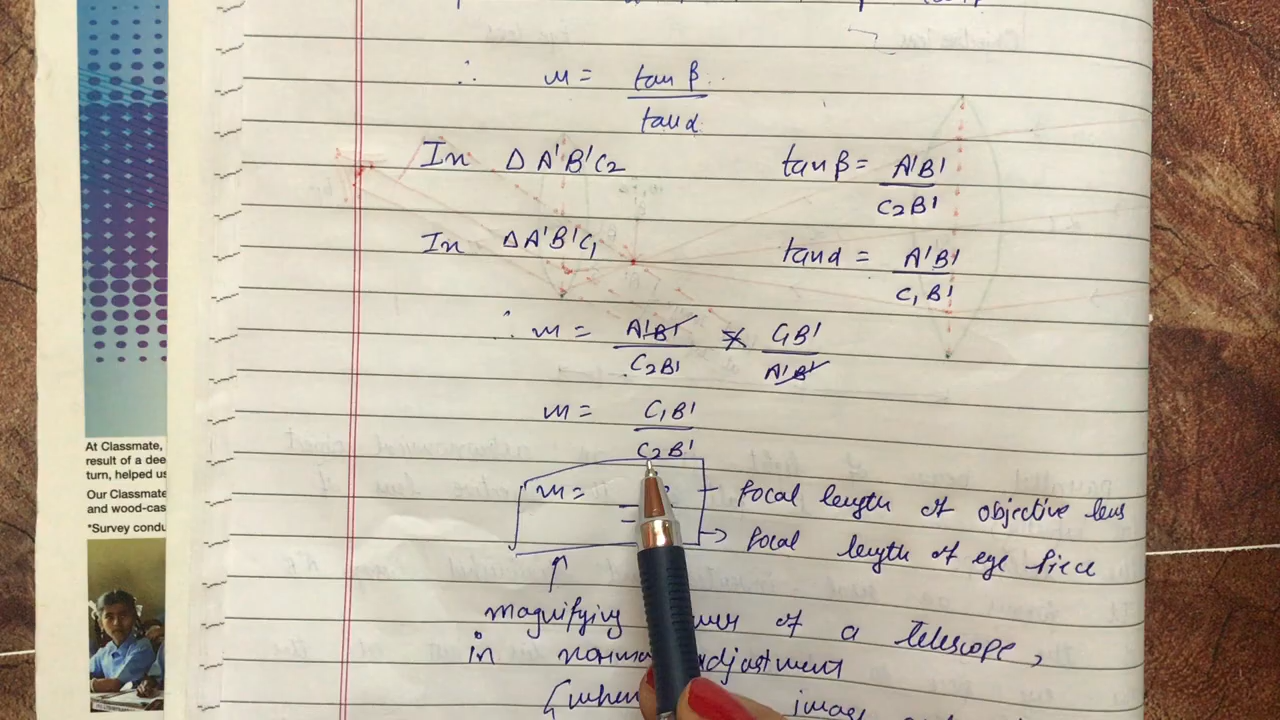 ∴ m = tan β / tan α
In Δ A'B'C2 tan β = A'B' / C2B'
In Δ A'B'C1 tan α = A'B' / C1B'
∴ m = A'B' / C2B' × C1B' / A'B'
m = C1B' / C2B'
m = focal length of objective lens
focal length of eye piece
magnifying of a Telescope,
in adjustment
(when image
At Classmate,
result of a dee
turn, helped us
Our Classmate
and wood-cas
*Survey condu